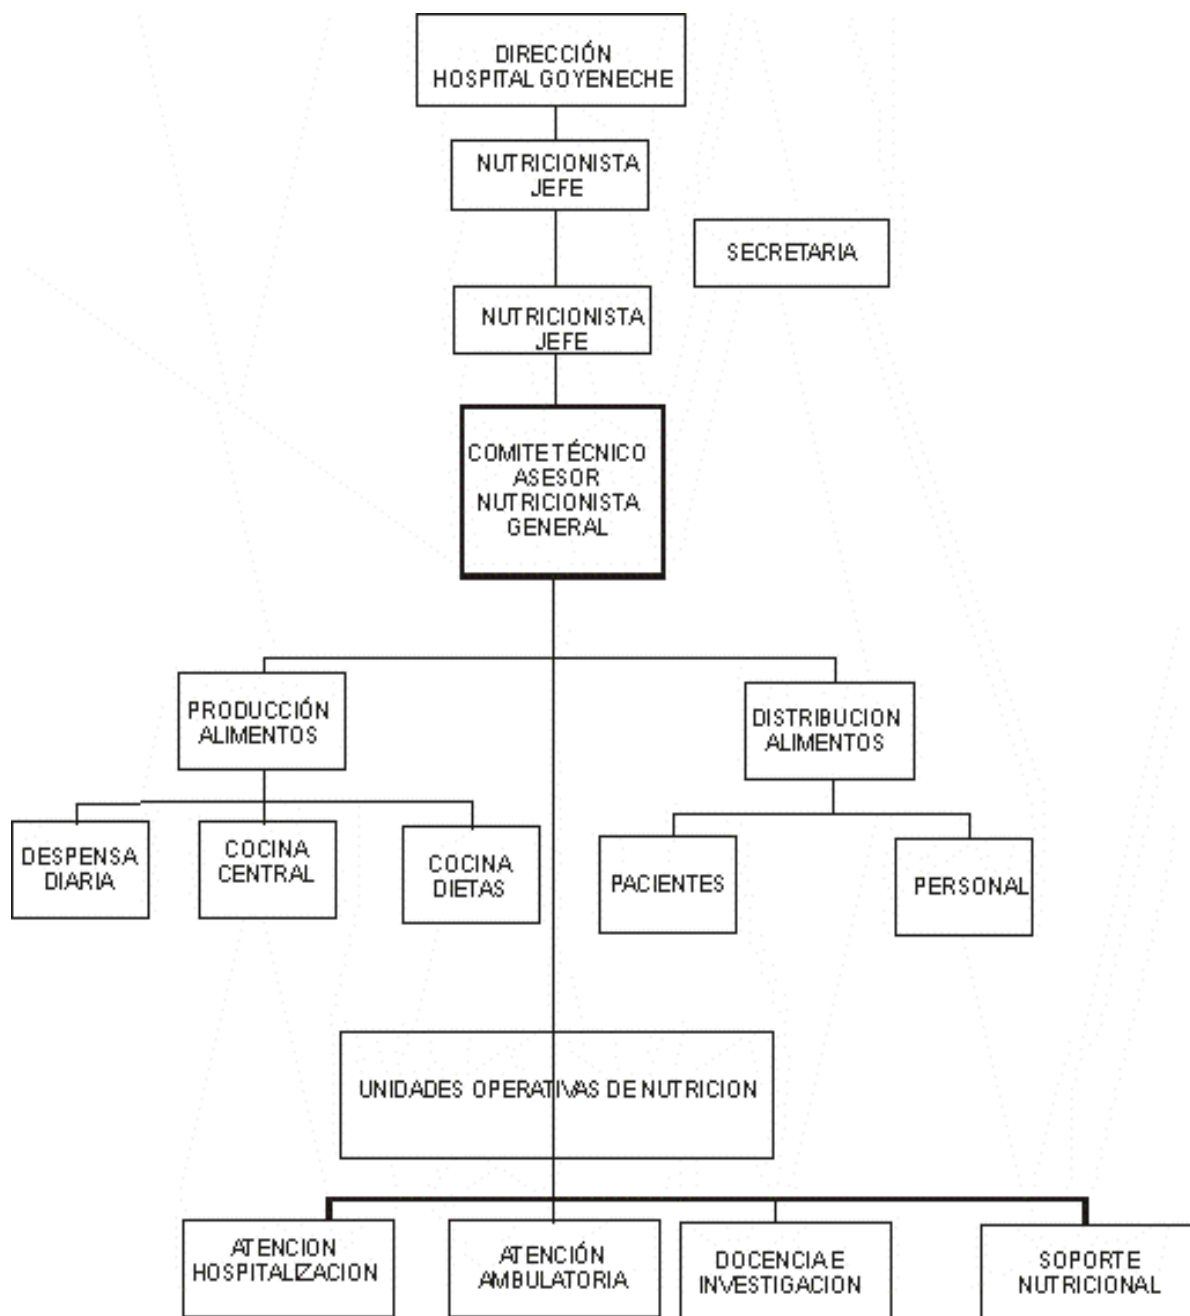 DIRECCIÓN
HOSPITAL GOYENECHE
NUTRICIONISTA
JEFE
SECRETARIA
NUTRICIONISTA
JEFE
COMITE TÉCNICO
ASESOR
NUTRICIONISTA
GENERAL
PRODUCCIÓN
ALIMENTOS
DISTRIBUCION
ALIMENTOS
DESPENSA
DIARIA
COCINA
CENTRAL
COCINA
DIETAS
PACIENTES
PERSONAL
UNIDADES OPERATIVAS DE NUTRICION
ATENCION
HOSPITALIZACION
ATENCIÓN
AMBULATORIA
DOCENCIA E
INVESTIGACION
SOPORTE
NUTRICIONAL